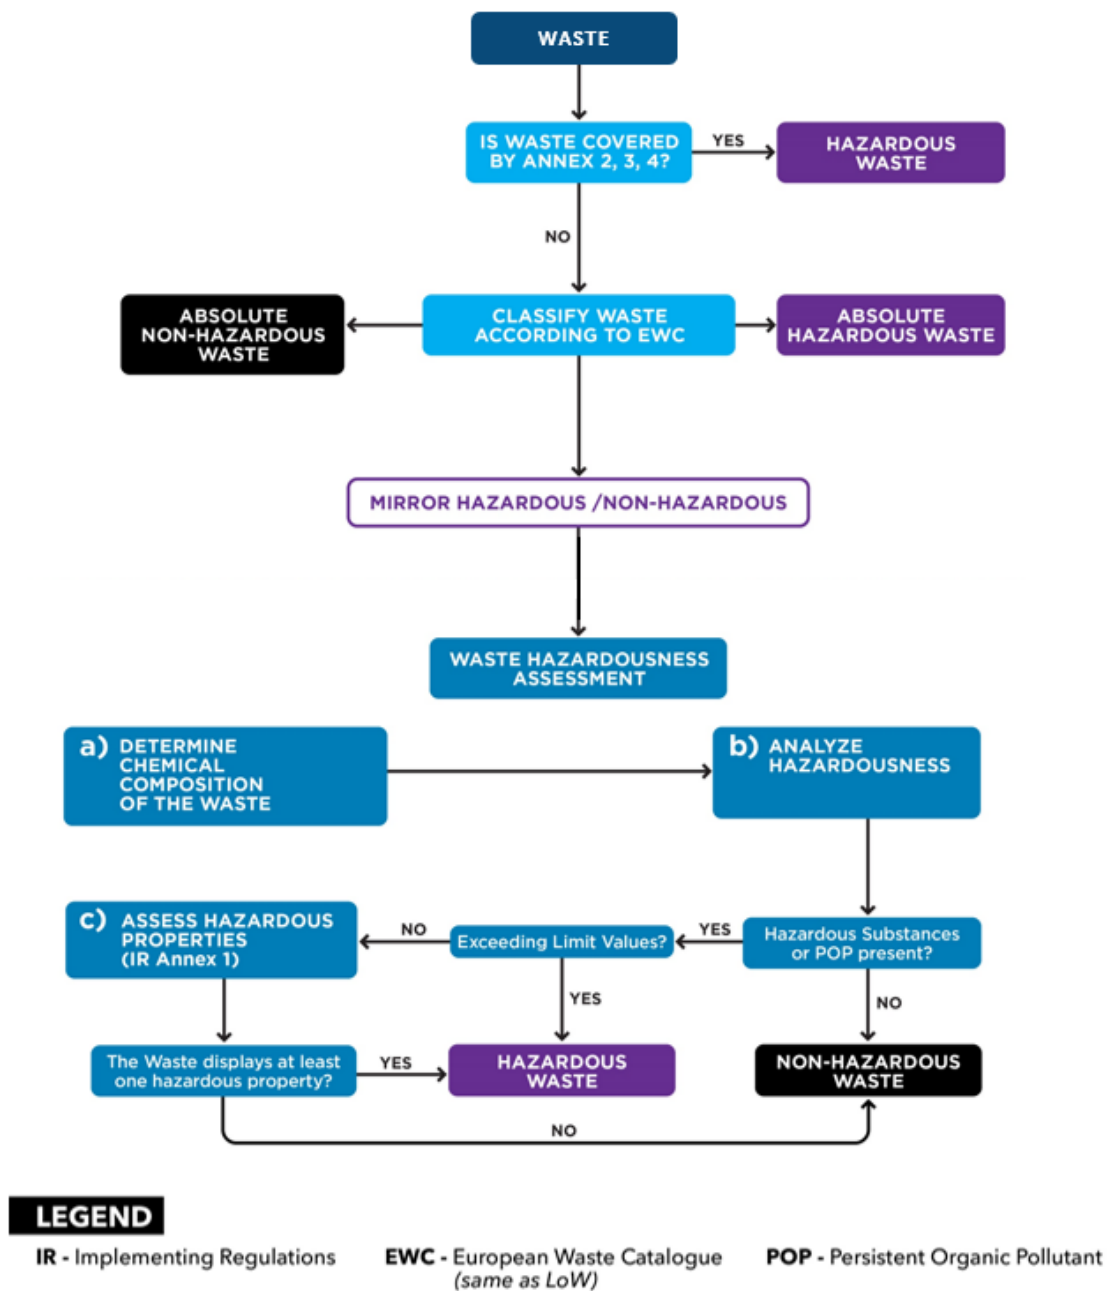 WASTE
IS WASTE COVERED
BY ANNEX 2, 3, 4?
YES
HAZARDOUS
WASTE
NO
ABSOLUTE
NON-HAZARDOUS
WASTE
CLASSIFY WASTE
ACCORDING TO EWC
ABSOLUTE
HAZARDOUS WASTE
MIRROR HAZARDOUS /NON-HAZARDOUS
WASTE HAZARDOUSNESS
ASSESSMENT
a) DETERMINE
CHEMICAL
COMPOSITION
OF THE WASTE
b) ANALYZE
HAZARDOUSNESS
c) ASSESS HAZARDOUS
PROPERTIES
(IR Annex 1)
NO
Exceeding Limit Values?
YES
Hazardous Substances
or POP present?
YES
NO
The Waste displays at least
one hazardous property?
YES
HAZARDOUS
WASTE
NON-HAZARDOUS
WASTE
NO
LEGEND
IR - Implementing Regulations
EWC - European Waste Catalogue
(same as LoW)
POP - Persistent Organic Pollutant